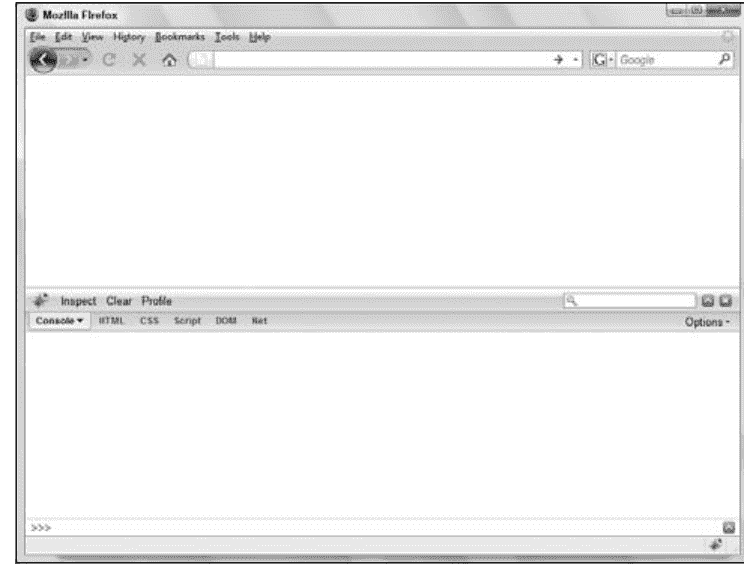 Mozilla Firefox
File Edit View History Bookmarks Tools Help
G Google
Inspect Clear Profile
Console HTML CSS Script DOM Net
Options
>>>